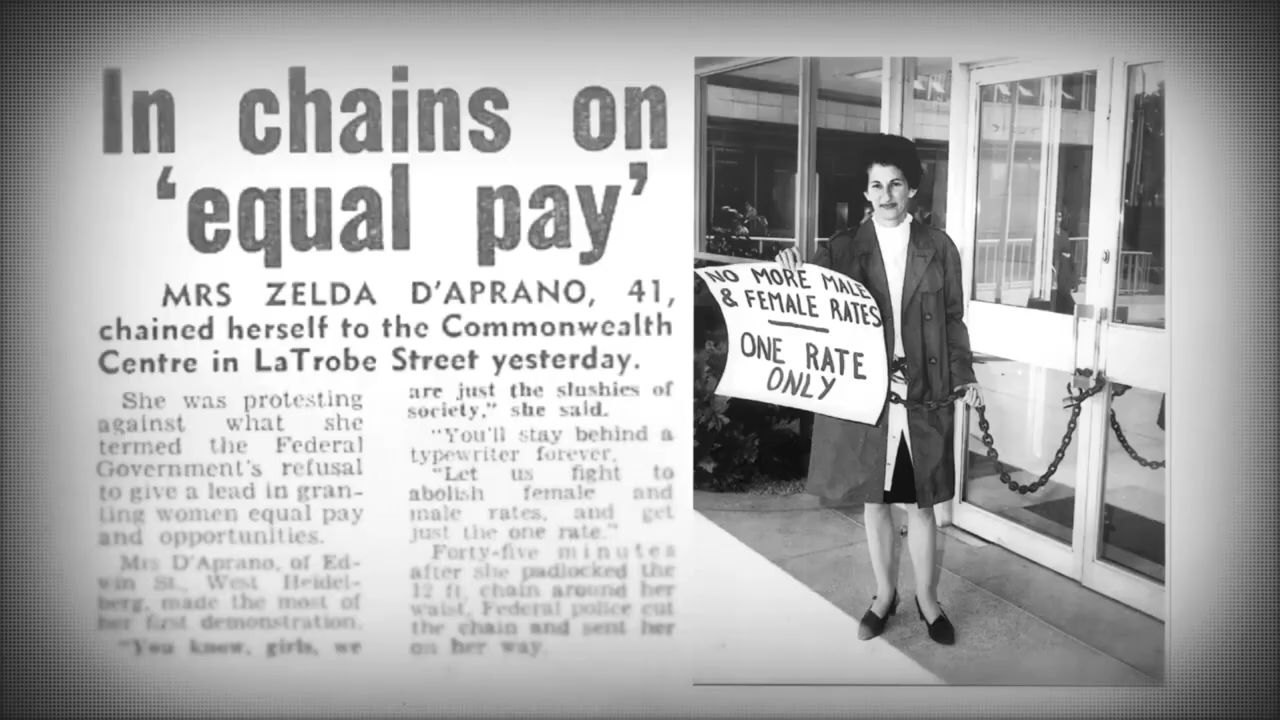 In chains on
‘equal pay’
MRS ZELDA D’APRANO, 41,
chained herself to the Commonwealth
Centre in LaTrobe Street yesterday.
She was protesting
against what she
termed the Federal
Government’s refusal
to give a lead in gran-
ting women equal pay
and opportunities.
Mrs D’Aprano, of Ed-
win St., West Heidel-
berg, made the most of
her first demonstration.
“You know, girls, we
are just the slushies of
society,” she said.
“You’ll stay behind a
typewriter forever.
“Let us fight to
abolish female and
male rates, and get
just the one rate.”
Forty-five minutes
after she padlocked the
12 ft. chain around her
waist, Federal police cut
the chain and sent her
on her way.
NO MORE MALE
& FEMALE RATES
ONE RATE
ONLY